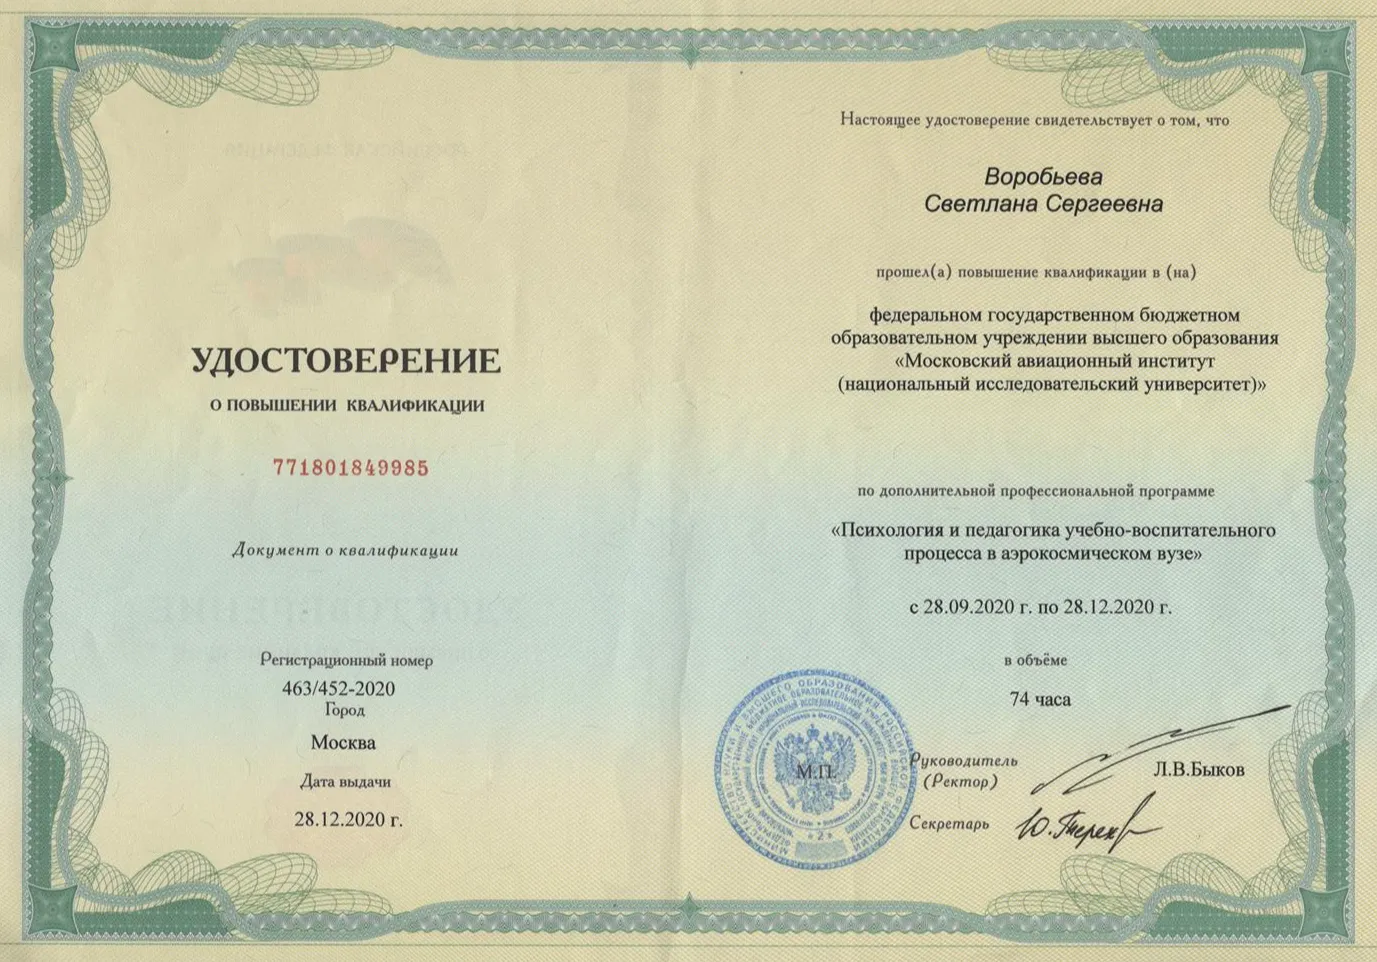 УДОСТОВЕРЕНИЕ
О ПОВЫШЕНИИ КВАЛИФИКАЦИИ
771801849985
Документ о квалификации
Регистрационный номер
463/452-2020
Город
Москва
Дата выдачи
28.12.2020 г.
Настоящее удостоверение свидетельствует о том, что
Воробьева
Светлана Сергеевна
прошел(а) повышение квалификации в (на)
федеральном государственном бюджетном
образовательном учреждении высшего образования
«Московский авиационный институт
(национальный исследовательский университет)»
по дополнительной профессиональной программе
«Психология и педагогика учебно-воспитательного
процесса в аэрокосмическом вузе»
с 28.09.2020 г. по 28.12.2020 г.
в объёме
74 часа
М.П.
Руководитель
(Ректор)
Л.В.Быков
Секретарь